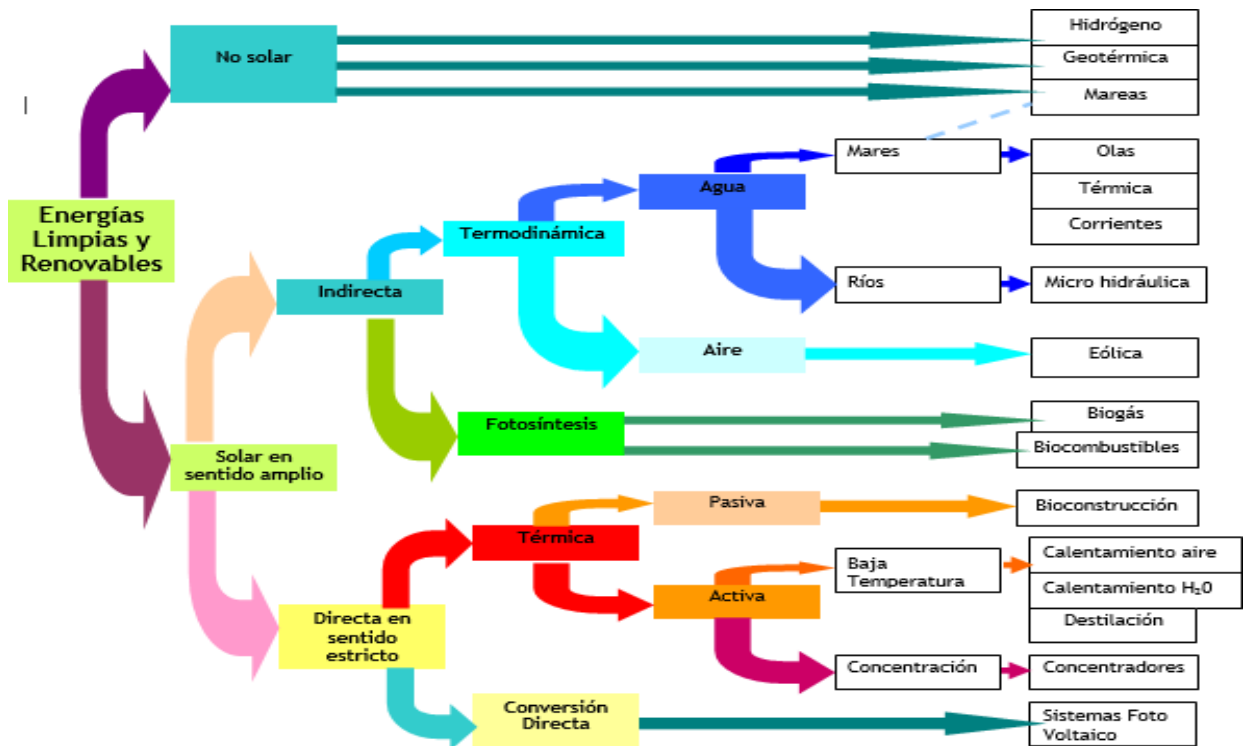 No solar
Hidrógeno
Geotérmica
Mareas
Energías
Limpias y
Renovables
Indirecta
Termodinámica
Agua
Mares
Olas
Térmica
Corrientes
Ríos
Micro hidráulica
Aire
Eólica
Fotosíntesis
Biogás
Biocombustibles
Solar en
sentido amplio
Directa en
sentido
estricto
Térmica
Pasiva
Bioconstrucción
Activa
Baja
Temperatura
Calentamiento aire
Calentamiento H₂0
Destilación
Concentración
Concentradores
Conversión
Directa
Sistemas Foto
Voltaico